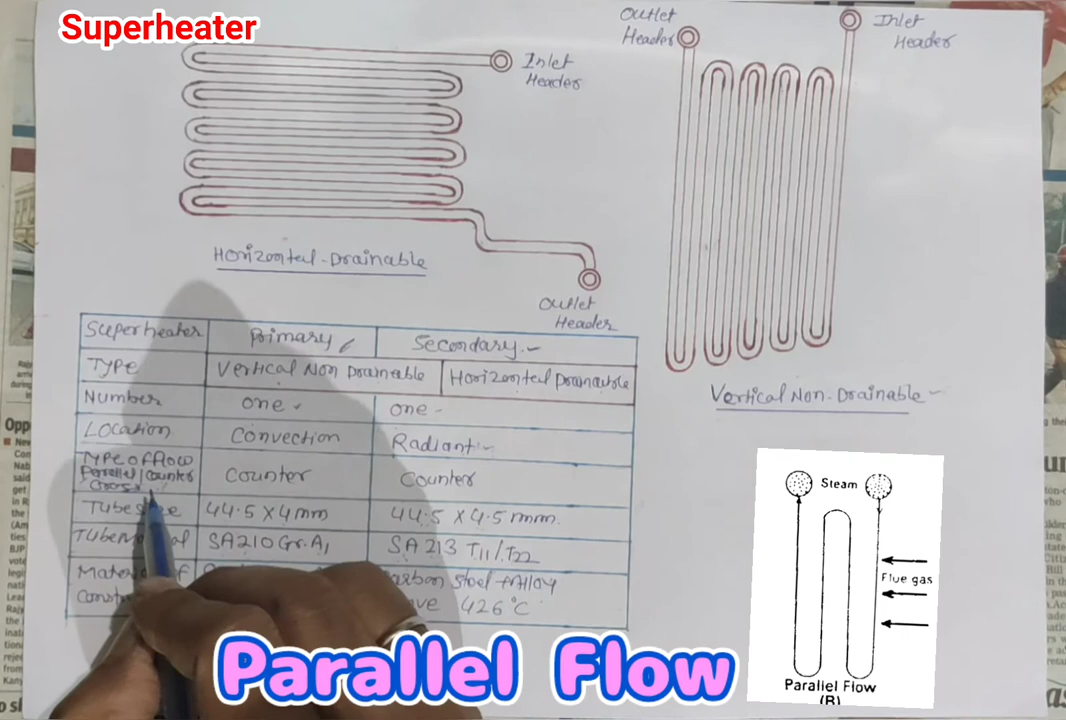 Superheater
Inlet
Header
Horizontal-Drainable
Outlet
Header
Outlet
Header
Inlet
Header
Vertical Non-Drainable
Superheater Primary Secondary
Type Vertical Non Drainable Horizontal Drainable
Number one one
Location Convection Radiant
Type of flow
Parallel/Counter
Cross Counter Counter
Tube 44.5 x 4mm 44.5 x 4.5 mm.
SA210 Gr. A1 SA 213 T11/T22
Carbon steel + Alloy
426°C
Steam
Flue gas
Parallel Flow
(B)
Parallel Flow